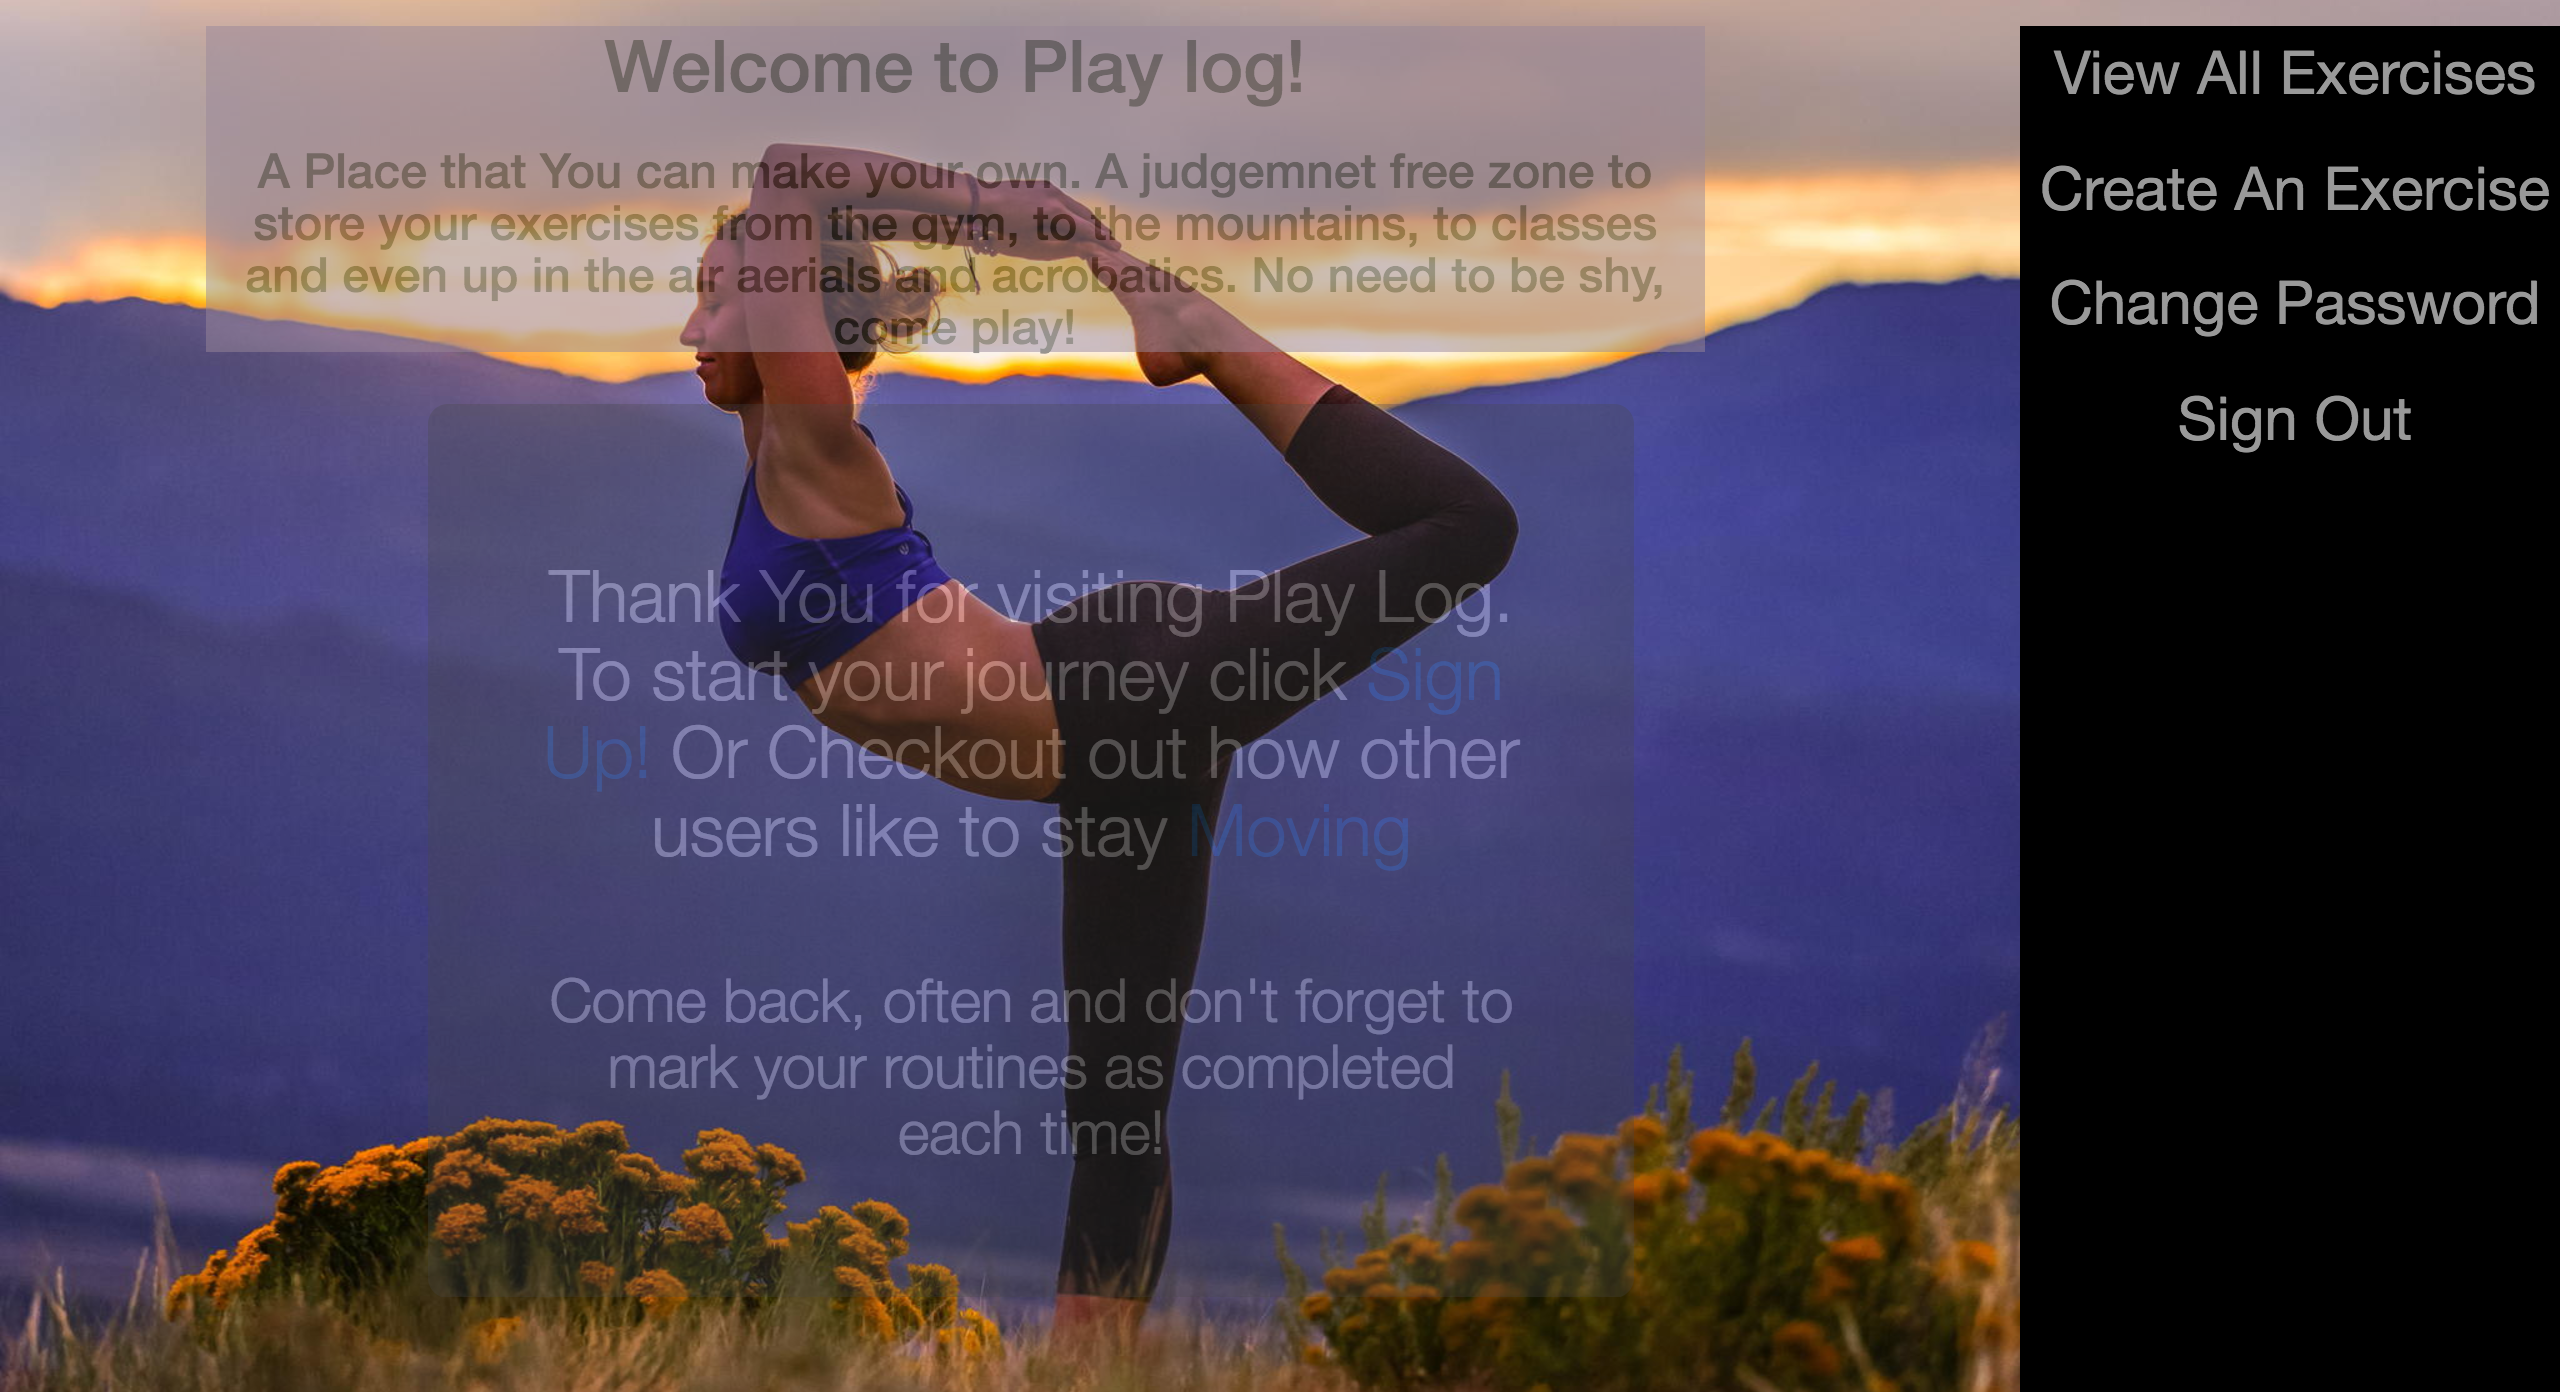 Welcome to Play log!
A Place that You can make your own. A judgemnet free zone to
store your exercises from the gym, to the mountains, to classes
and even up in the air aerials and acrobatics. No need to be shy,
come play!
Thank You for visiting Play Log.
To start your journey click Sign
Up! Or Checkout out how other
users like to stay Moving
Come back, often and don't forget to
mark your routines as completed
each time!
View All Exercises
Create An Exercise
Change Password
Sign Out